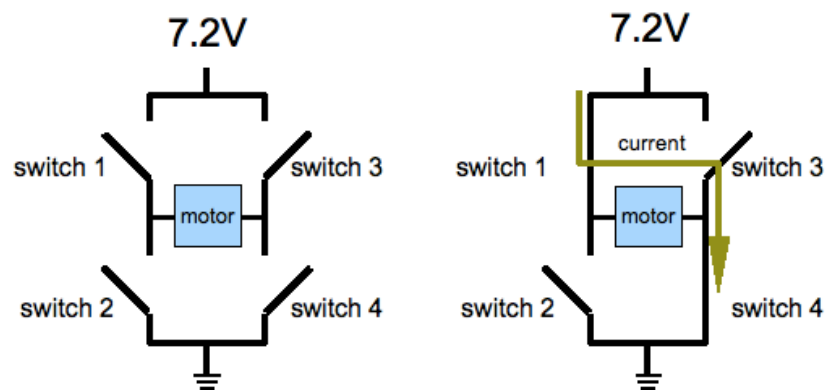 7.2V
switch 1
switch 3
motor
switch 2
switch 4
7.2V
current
switch 1
switch 3
motor
switch 2
switch 4